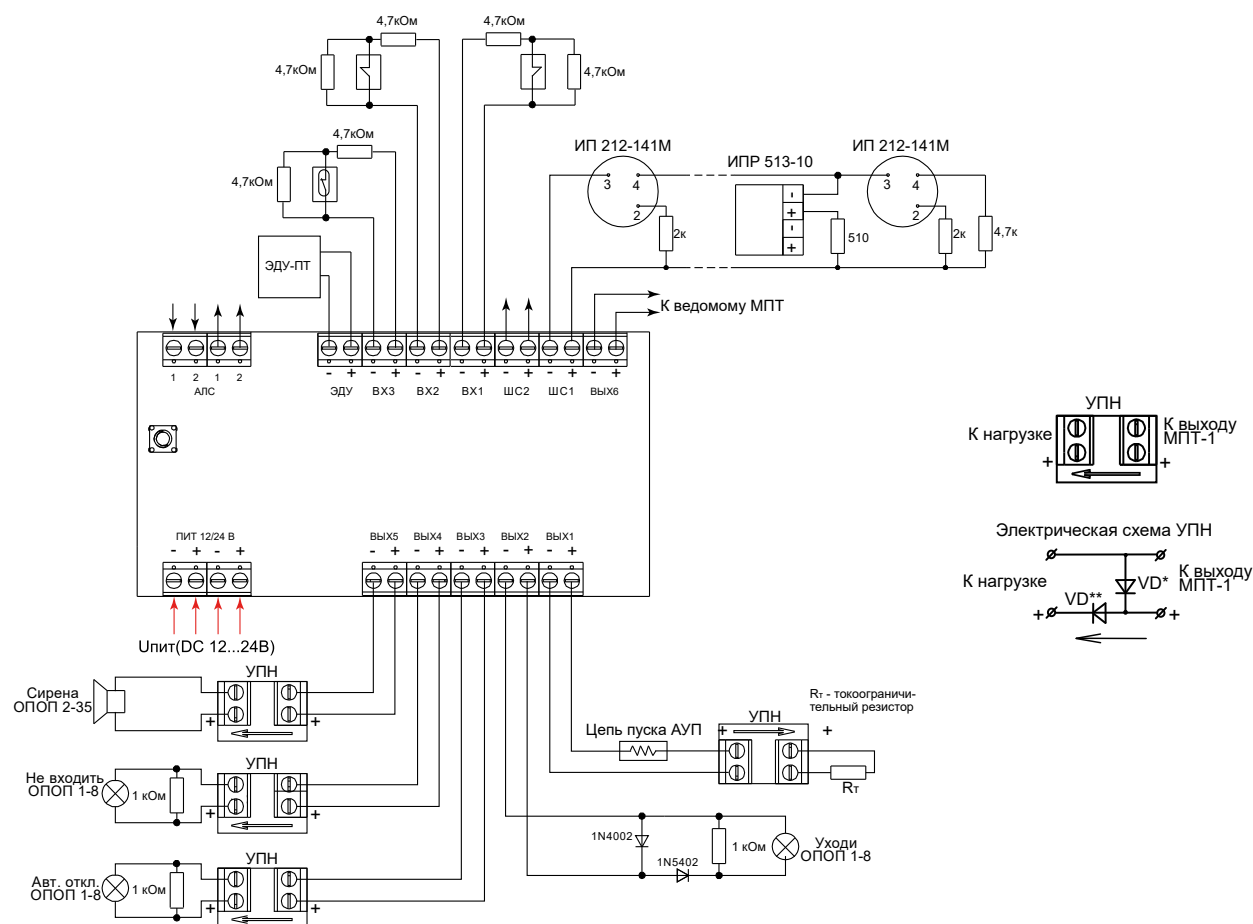 4,7кОм
4,7кОм
4,7кОм
4,7кОм
4,7кОм
4,7кОм
ИП 212-141М
ИПР 513-10
ИП 212-141М
3 4
2
2к
-
+
-
+
510
3 4
2
2к
4,7к
ЭДУ-ПТ
К ведомому МПТ
1 2 1 2
АЛС
- + - + - + - + - + - + - +
ЭДУ ВХ3 ВХ2 ВХ1 ШС2 ШС1 ВЫХ6
УПН
К нагрузке
К выходу
МПТ-1
+ +
Электрическая схема УПН
К нагрузке
VD*
К выходу
МПТ-1
VD**
+ +
ПИТ 12/24 В
- + - +
ВЫХ5 ВЫХ4 ВЫХ3 ВЫХ2 ВЫХ1
- + - + - + - + - +
Uпит(DC 12...24В)
УПН
Сирена
ОПОП 2-35
+ +
УПН
Не входить
ОПОП 1-8
1 кОм
+ +
УПН
Авт. откл.
ОПОП 1-8
1 кОм
+ +
Rт - токоограничи-
тельный резистор
Цепь пуска АУП
УПН
+ +
Rт
1N4002
1N5402
1 кОм
Уходи
ОПОП 1-8